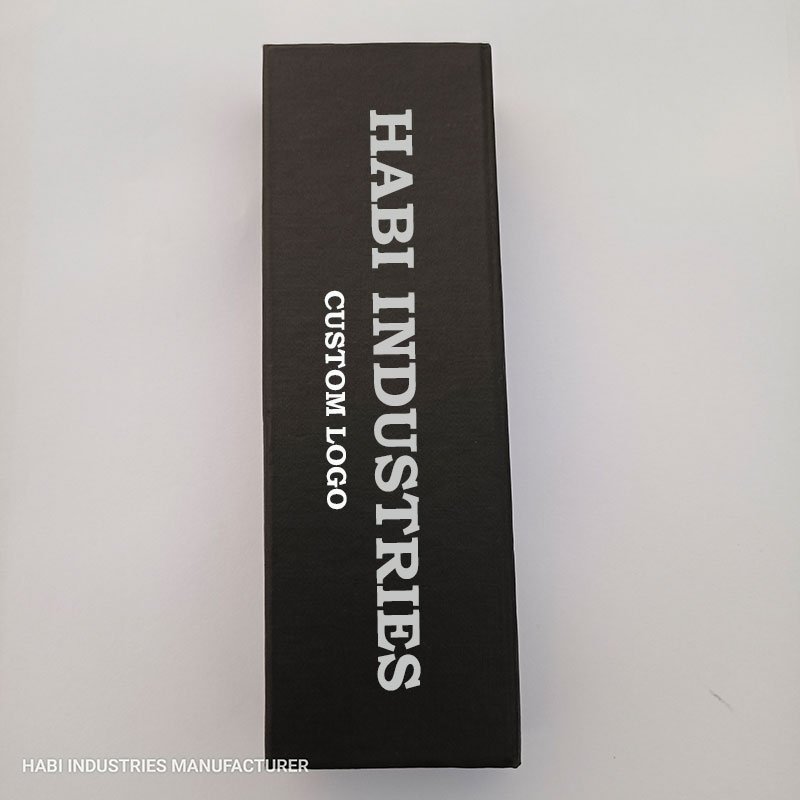 HABI INDUSTRIES
CUSTOM LOGO
HABI INDUSTRIES MANUFACTURER